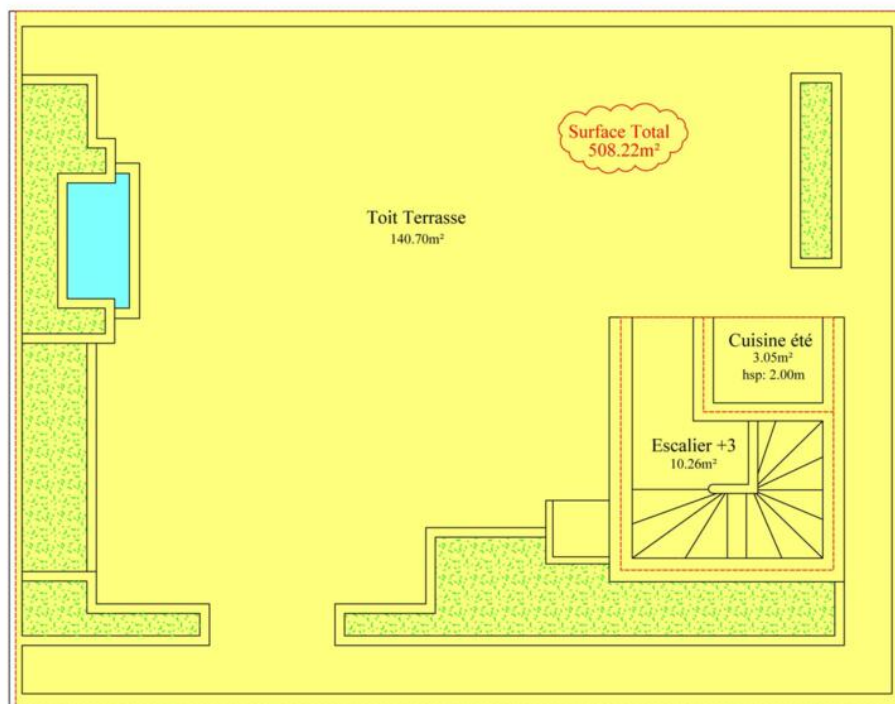 Surface Total
508.22m²
Toit Terrasse
140.70m²
Cuisine été
3.05m²
hsp: 2.00m
Escalier +3
10.26m²